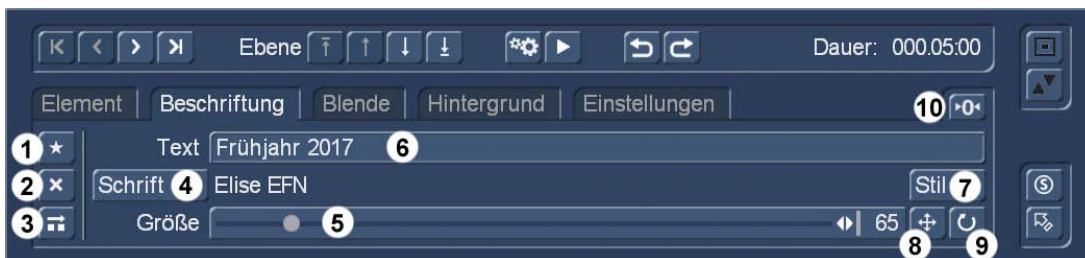 Ebene Dauer: 000.05:00
Element Beschriftung Blende Hintergrund Einstellungen 10 0
1 Text Frühjahr 2017 6
2 Schrift 4 Elise EFN Stil 7 S
3 Größe 5 65
8 9